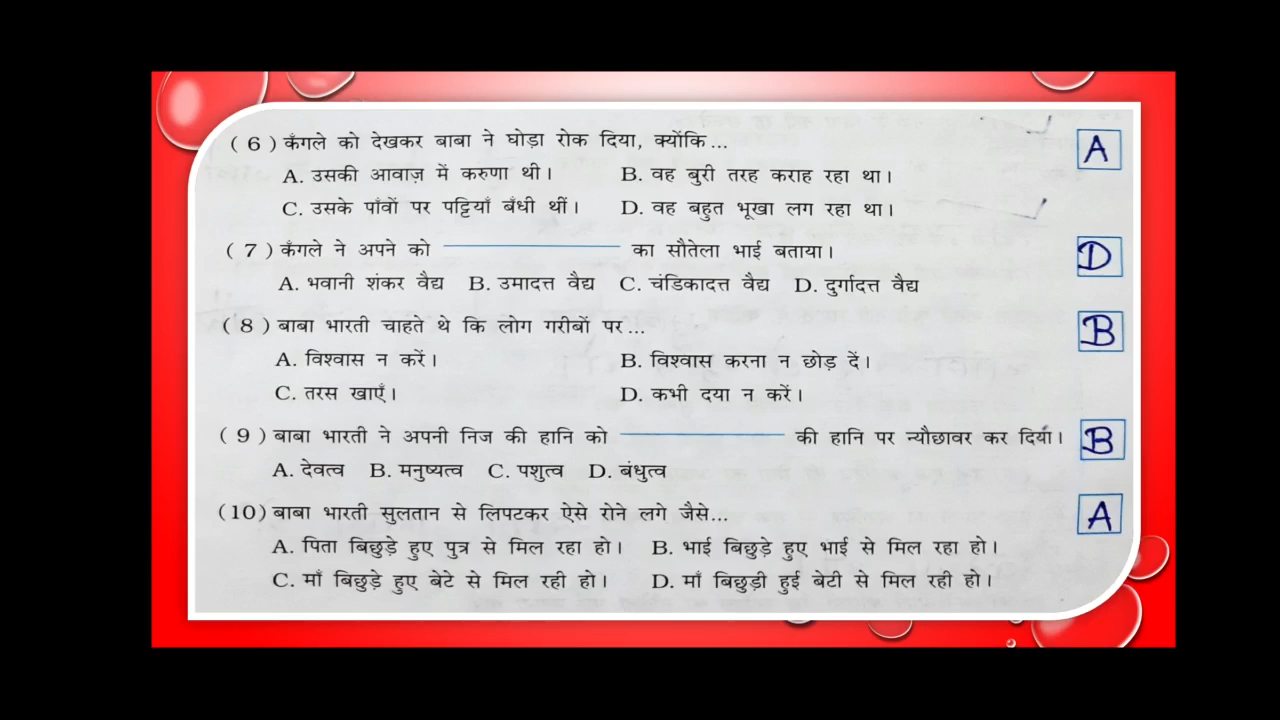 ( 6 ) कँगले को देखकर बाबा ने घोड़ा रोक दिया, क्योंकि ... A
A. उसकी आवाज़ में करुणा थी। B. वह बुरी तरह कराह रहा था।
C. उसके पाँवों पर पट्टियाँ बँधी थीं। D. वह बहुत भूखा लग रहा था।
( 7 ) कँगले ने अपने को ________ का सौतेला भाई बताया। D
A. भवानी शंकर वैद्य B. उमादत्त वैद्य C. चंडिकादत्त वैद्य D. दुर्गादत्त वैद्य
( 8 ) बाबा भारती चाहते थे कि लोग गरीबों पर ... B
A. विश्वास न करें। B. विश्वास करना न छोड़ दें।
C. तरस खाएँ। D. कभी दया न करें।
( 9 ) बाबा भारती ने अपनी निज की हानि को ________ की हानि पर न्यौछावर कर दिया। B
A. देवत्व B. मनुष्यत्व C. पशुत्व D. बंधुत्व
(10) बाबा भारती सुलतान से लिपटकर ऐसे रोने लगे जैसे... A
A. पिता बिछुड़े हुए पुत्र से मिल रहा हो। B. भाई बिछुड़े हुए भाई से मिल रहा हो।
C. माँ बिछुड़े हुए बेटे से मिल रही हो। D. माँ बिछुड़ी हुई बेटी से मिल रही हो।